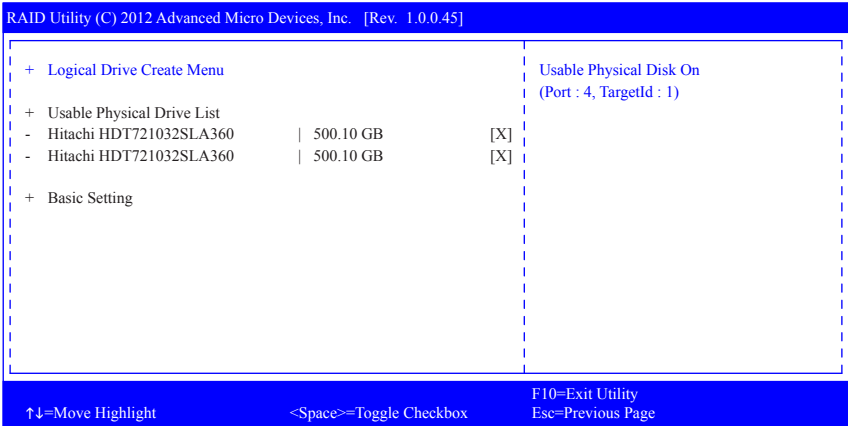 RAID Utility (C) 2012 Advanced Micro Devices, Inc. [Rev. 1.0.0.45]
+ Logical Drive Create Menu
+ Usable Physical Drive List
- Hitachi HDT721032SLA360 | 500.10 GB [X]
- Hitachi HDT721032SLA360 | 500.10 GB [X]
+ Basic Setting
Usable Physical Disk On
(Port : 4, TargetId : 1)
F10=Exit Utility
↑↓=Move Highlight <Space>=Toggle Checkbox Esc=Previous Page